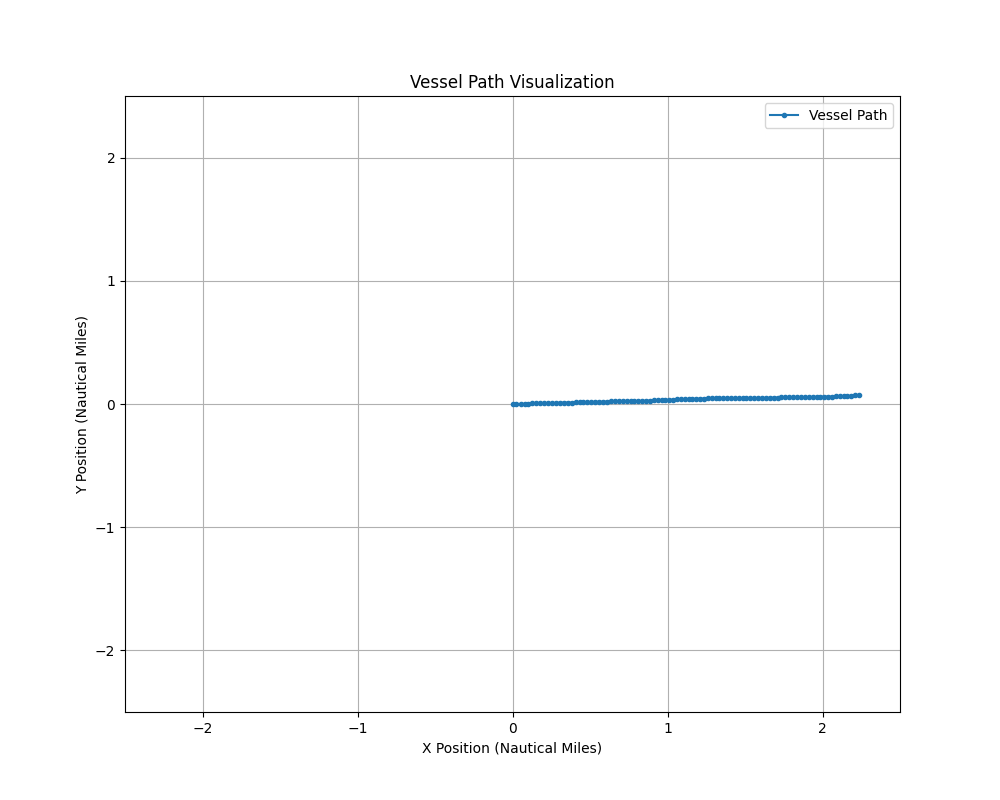 Vessel Path Visualization
Vessel Path
2
1
0
−1
−2
Y Position (Nautical Miles)
−2
−1
0
1
2
X Position (Nautical Miles)